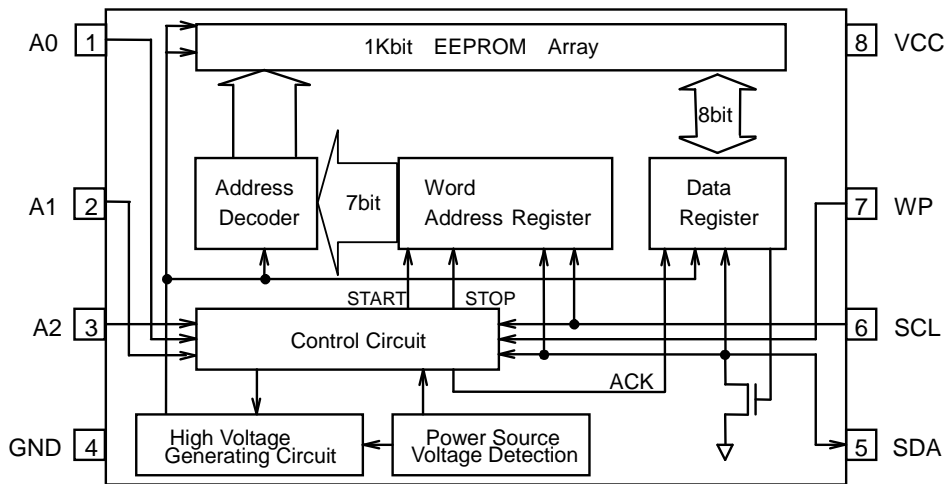 A0 1
1Kbit EEPROM Array
8 VCC
8bit
A1 2
Address
Decoder
7bit
Word
Address Register
Data
Register
7 WP
START
STOP
A2 3
Control Circuit
6 SCL
ACK
GND 4
High Voltage
Generating Circuit
Power Source
Voltage Detection
5 SDA